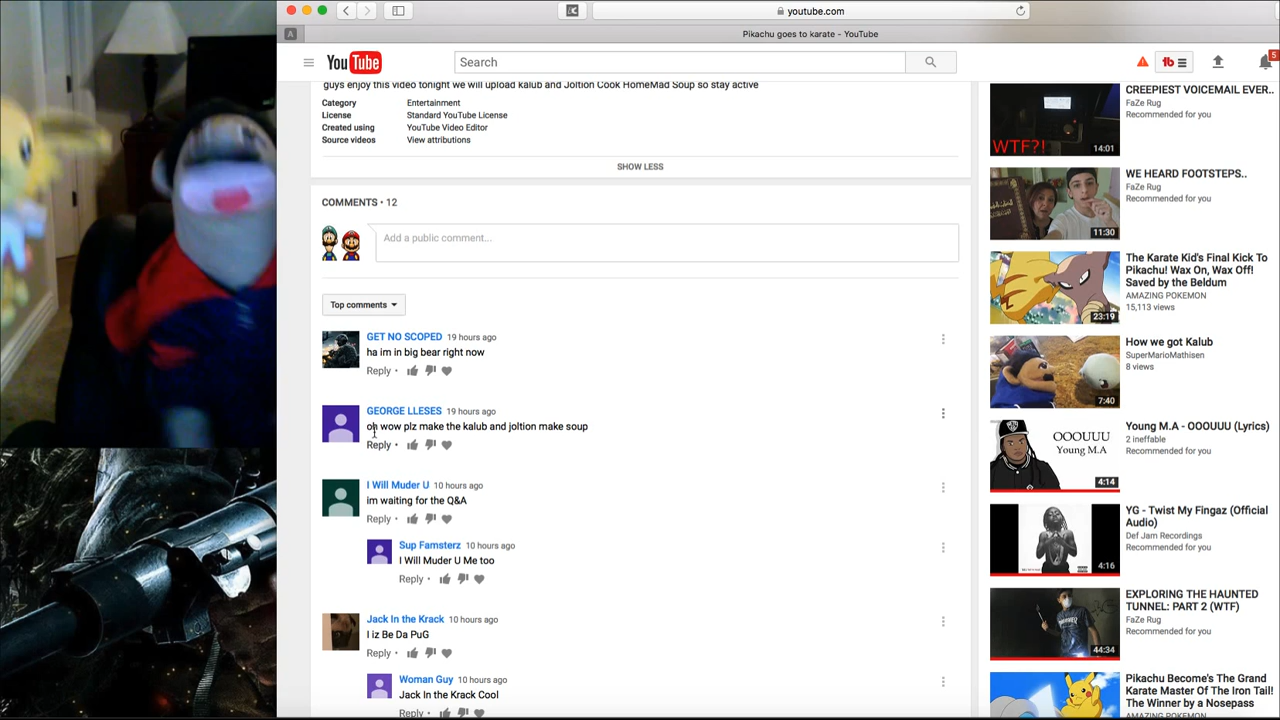 youtube.com
Pikachu goes to karate - YouTube
YouTube
Search
5
guys enjoy this video tonight we will upload kalub and Joltion Cook HomeMad Soup so stay active
Category Entertainment
License Standard YouTube License
Created using YouTube Video Editor
Source videos View attributions
SHOW LESS
COMMENTS • 12
Add a public comment...
Top comments
GET NO SCOPED 19 hours ago
ha im in big bear right now
Reply •
GEORGE LLESES 19 hours ago
oh wow plz make the kalub and joltion make soup
Reply •
I Will Muder U 10 hours ago
im waiting for the Q&A
Reply •
Sup Famsterz 10 hours ago
I Will Muder U Me too
Reply •
Jack In the Krack 10 hours ago
I iz Be Da PuG
Reply •
Woman Guy 10 hours ago
Jack In the Krack Cool
Reply •
WTF?!
14:01
CREEPIEST VOICEMAIL EVER..
FaZe Rug
Recommended for you
11:30
WE HEARD FOOTSTEPS..
FaZe Rug
Recommended for you
23:19
The Karate Kid's Final Kick To
Pikachu! Wax On, Wax Off!
Saved by the Beldum
AMAZING POKEMON
15,113 views
7:40
How we got Kalub
SuperMarioMathisen
8 views
OOOUUU
Young M.A
4:14
Young M.A - OOOUUU (Lyrics)
2 ineffable
Recommended for you
4:16
YG - Twist My Fingaz (Official
Audio)
Def Jam Recordings
Recommended for you
44:34
EXPLORING THE HAUNTED
TUNNEL: PART 2 (WTF)
FaZe Rug
Recommended for you
Pikachu Become's The Grand
Karate Master Of The Iron Tail!
The Winner by a Nosepass
AMAZING POKEMON